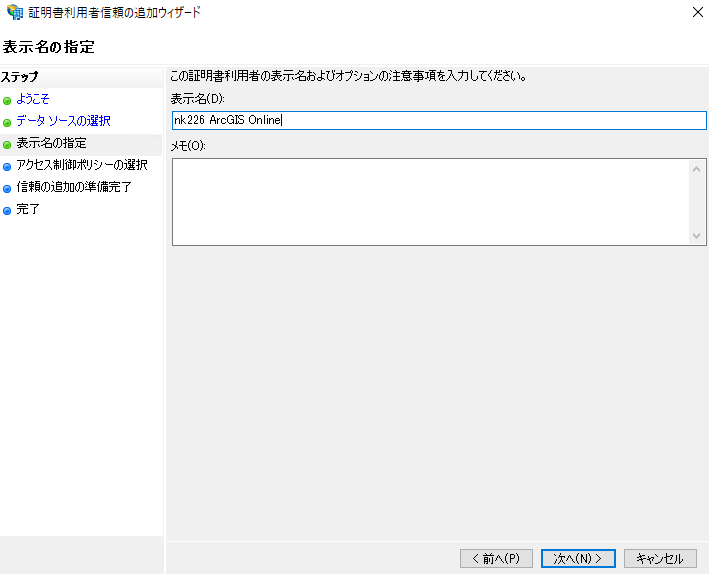 証明書利用者信頼の追加ウィザード
表示名の指定
ステップ
ようこそ
データ ソースの選択
表示名の指定
アクセス制御ポリシーの選択
信頼の追加の準備完了
完了
この証明書利用者の表示名およびオプションの注意事項を入力してください。
表示名(D):
nk226 ArcGIS Online
メモ(O):
< 前へ(P)
次へ(N) >
キャンセル